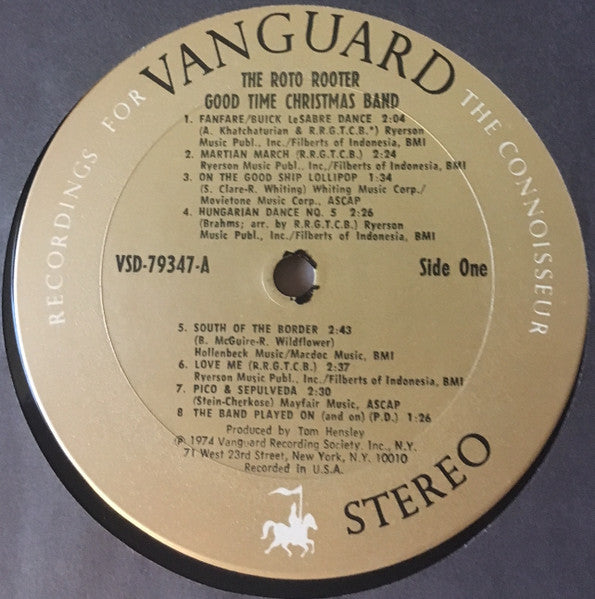 RECORDINGS FOR VANGUARD THE CONNOISSEUR
THE ROTO ROOTER
GOOD TIME CHRISTMAS BAND
1. FANFARE/BUICK LeSABRE DANCE 2:04
(A. Khatchaturian & R.R.G.T.C.B.*) Ryerson
Music Publ., Inc./Filberts of Indonesia, BMI
2. MARTIAN MARCH (R.R.G.T.C.B.) 2:24
Ryerson Music Publ., Inc./Filberts of Indonesia, BMI
3. ON THE GOOD SHIP LOLLIPOP 1:34
(S. Clare-R. Whiting) Whiting Music Corp./
Movietone Music Corp., ASCAP
4. HUNGARIAN DANCE NO. 5 2:26
(Brahms; arr. by R.R.G.T.C.B.) Ryerson
Music Publ., Inc./Filberts of Indonesia, BMI
VSD-79347-A
Side One
5. SOUTH OF THE BORDER 2:43
(B. McGuire-R. Wildflower)
Hollenbeck Music/Macdoc Music, BMI
6. LOVE ME (R.R.G.T.C.B.) 2:37
Ryerson Music Publ., Inc./Filberts of Indonesia, BMI
7. PICO & SEPULVEDA 2:30
(Stein-Cherkose) Mayfair Music, ASCAP
8 THE BAND PLAYED ON (and on) (P.D.) 1:26
Produced by Tom Hensley
℗ 1974 Vanguard Recording Society, Inc., N.Y.
71 West 23rd Street, New York, N.Y. 10010
Recorded in U.S.A.
STEREO